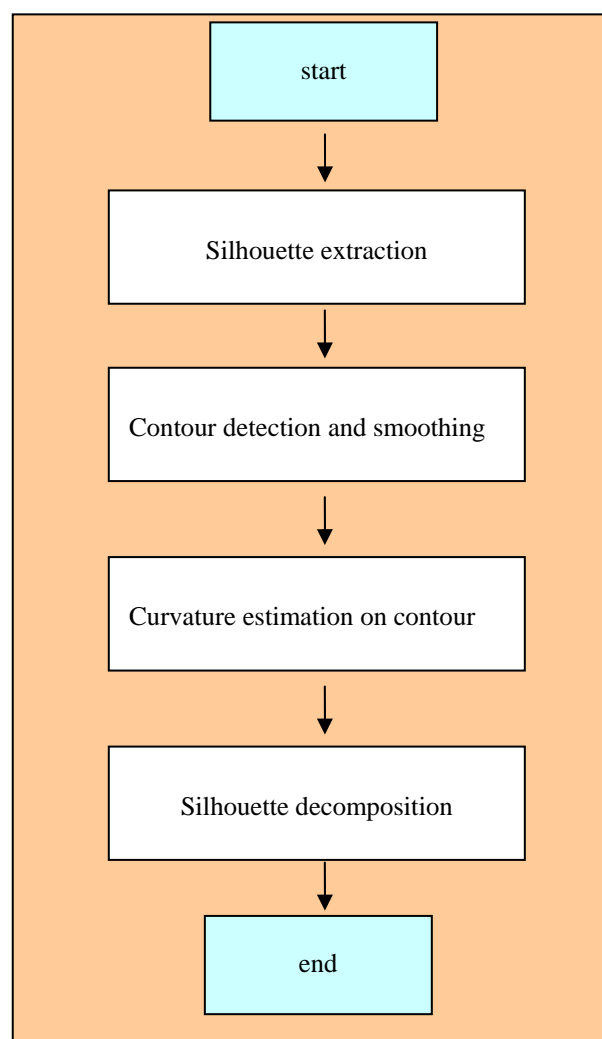 start
Silhouette extraction
Contour detection and smoothing
Curvature estimation on contour
Silhouette decomposition
end